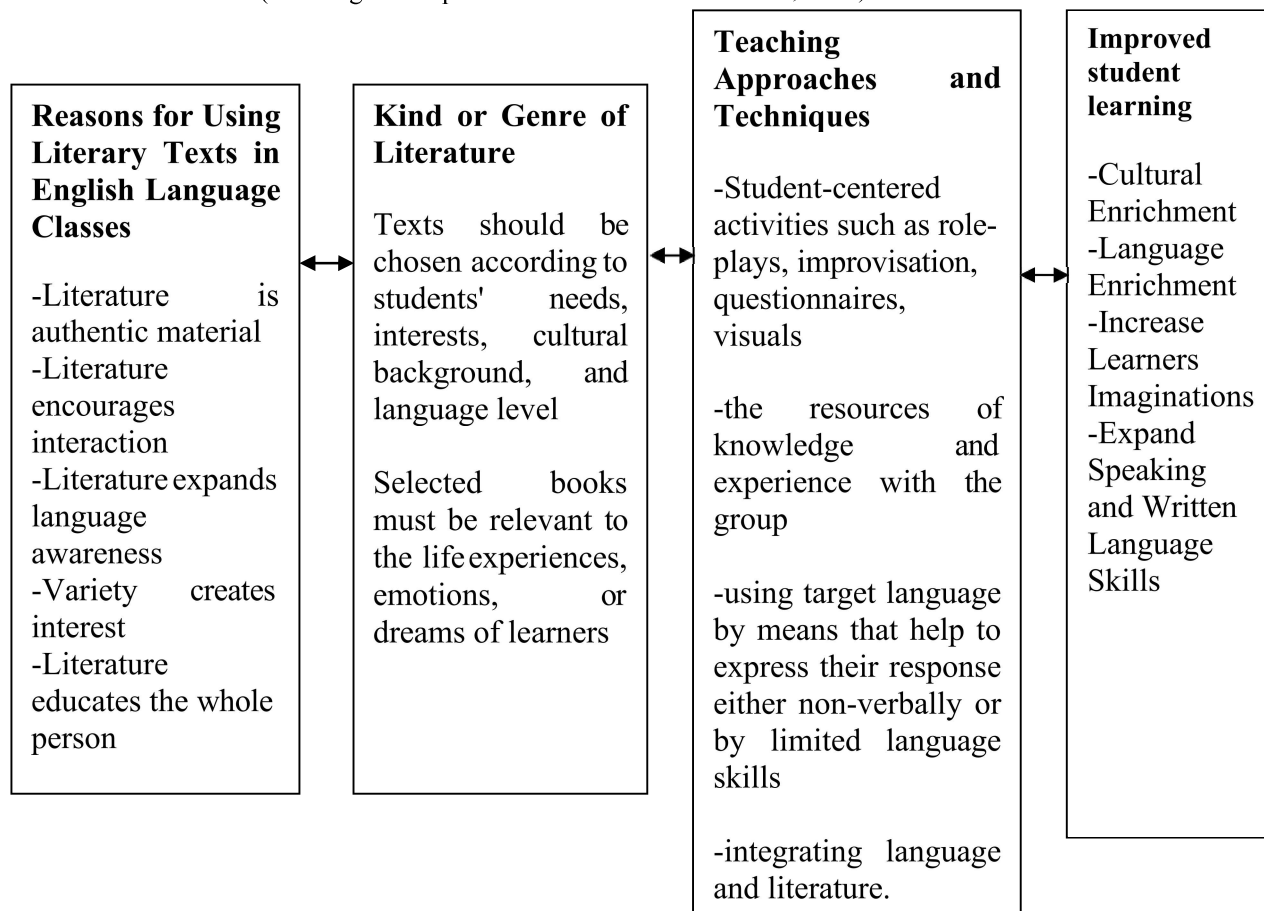 Reasons for Using
Literary Texts in
English Language
Classes
-Literature is
authentic material
-Literature
encourages
interaction
-Literature expands
language
awareness
-Variety creates
interest
-Literature
educates the whole
person
Kind or Genre of
Literature
Texts should be
chosen according to
students' needs,
interests, cultural
background, and
language level
Selected books
must be relevant to
the life experiences,
emotions, or
dreams of learners
Teaching
Approaches and
Techniques
-Student-centered
activities such as role-
plays, improvisation,
questionnaires,
visuals
-the resources of
knowledge and
experience with the
group
-using target language
by means that help to
express their response
either non-verbally or
by limited language
skills
-integrating language
and literature.
Improved
student
learning
-Cultural
Enrichment
-Language
Enrichment
-Increase
Learners
Imaginations
-Expand
Speaking
and Written
Language
Skills